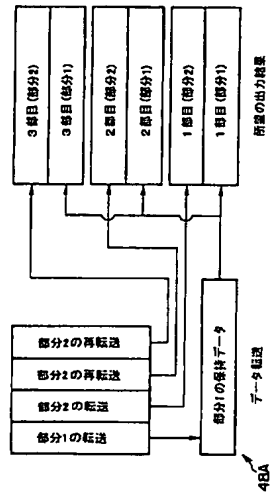 部分2の再転送
部分2の再転送
部分2の転送
部分1の転送
部分1の保持データ
データ転送
48A
3部目(部分2)
3部目(部分1)
2部目(部分2)
2部目(部分1)
1部目(部分2)
1部目(部分1)
所望の出力結果